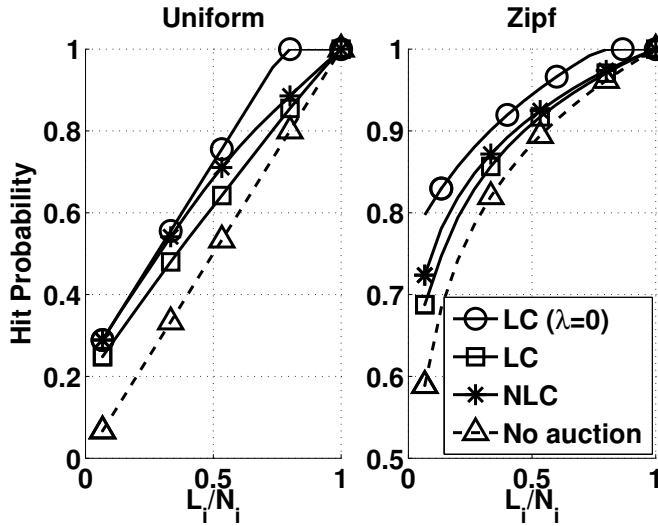 Uniform
Zipf
Hit Probability
1
0.8
0.6
0.4
0.2
0
0
0.5
1
L_i/N_i
1
0.9
0.8
0.7
0.6
0.5
0
0.5
1
L_i/N_i
LC (λ=0)
LC
NLC
No auction